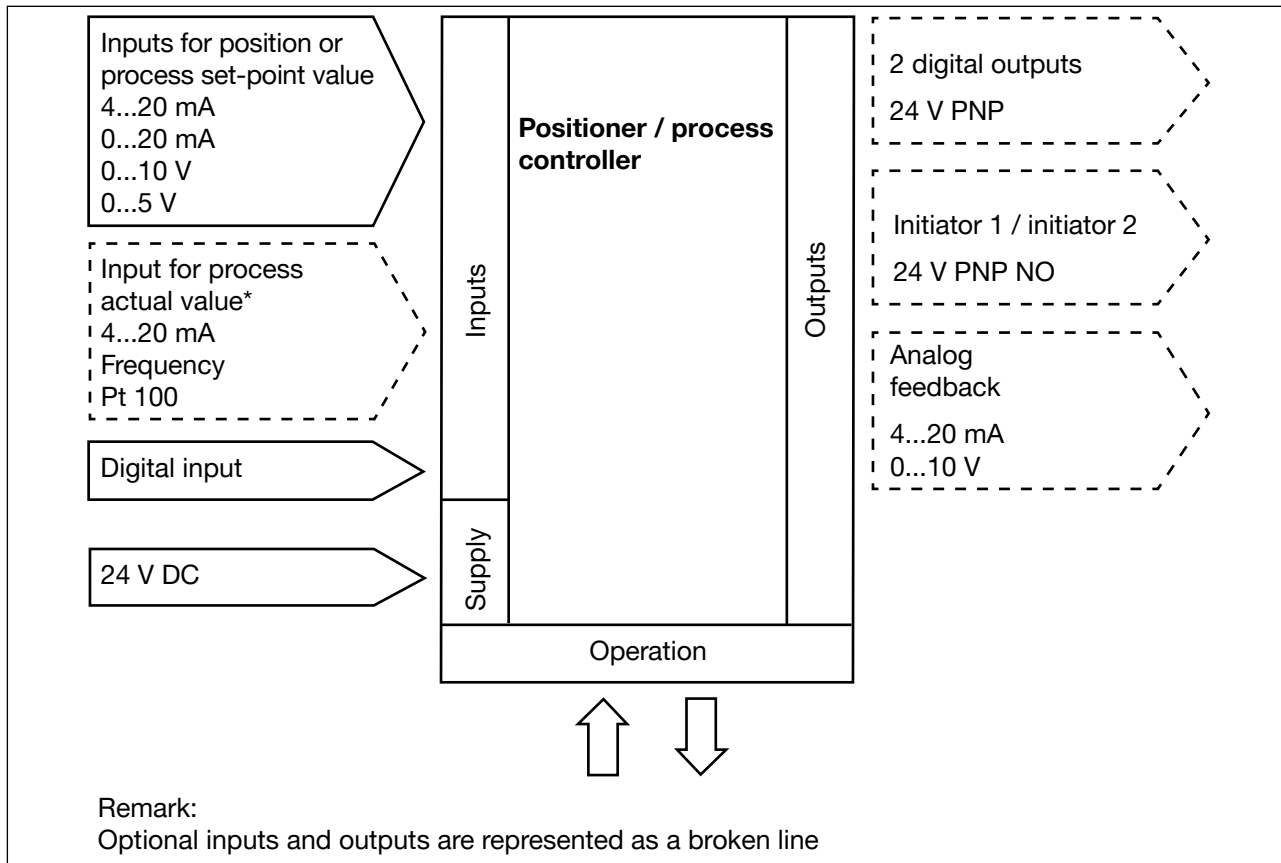 Inputs for position or
process set-point value
4...20 mA
0...20 mA
0...10 V
0...5 V
Input for process
actual value*
4...20 mA
Frequency
Pt 100
Digital input
24 V DC
Inputs
Supply
Positioner / process
controller
Operation
Outputs
2 digital outputs
24 V PNP
Initiator 1 / initiator 2
24 V PNP NO
Analog
feedback
4...20 mA
0...10 V
Remark:
Optional inputs and outputs are represented as a broken line